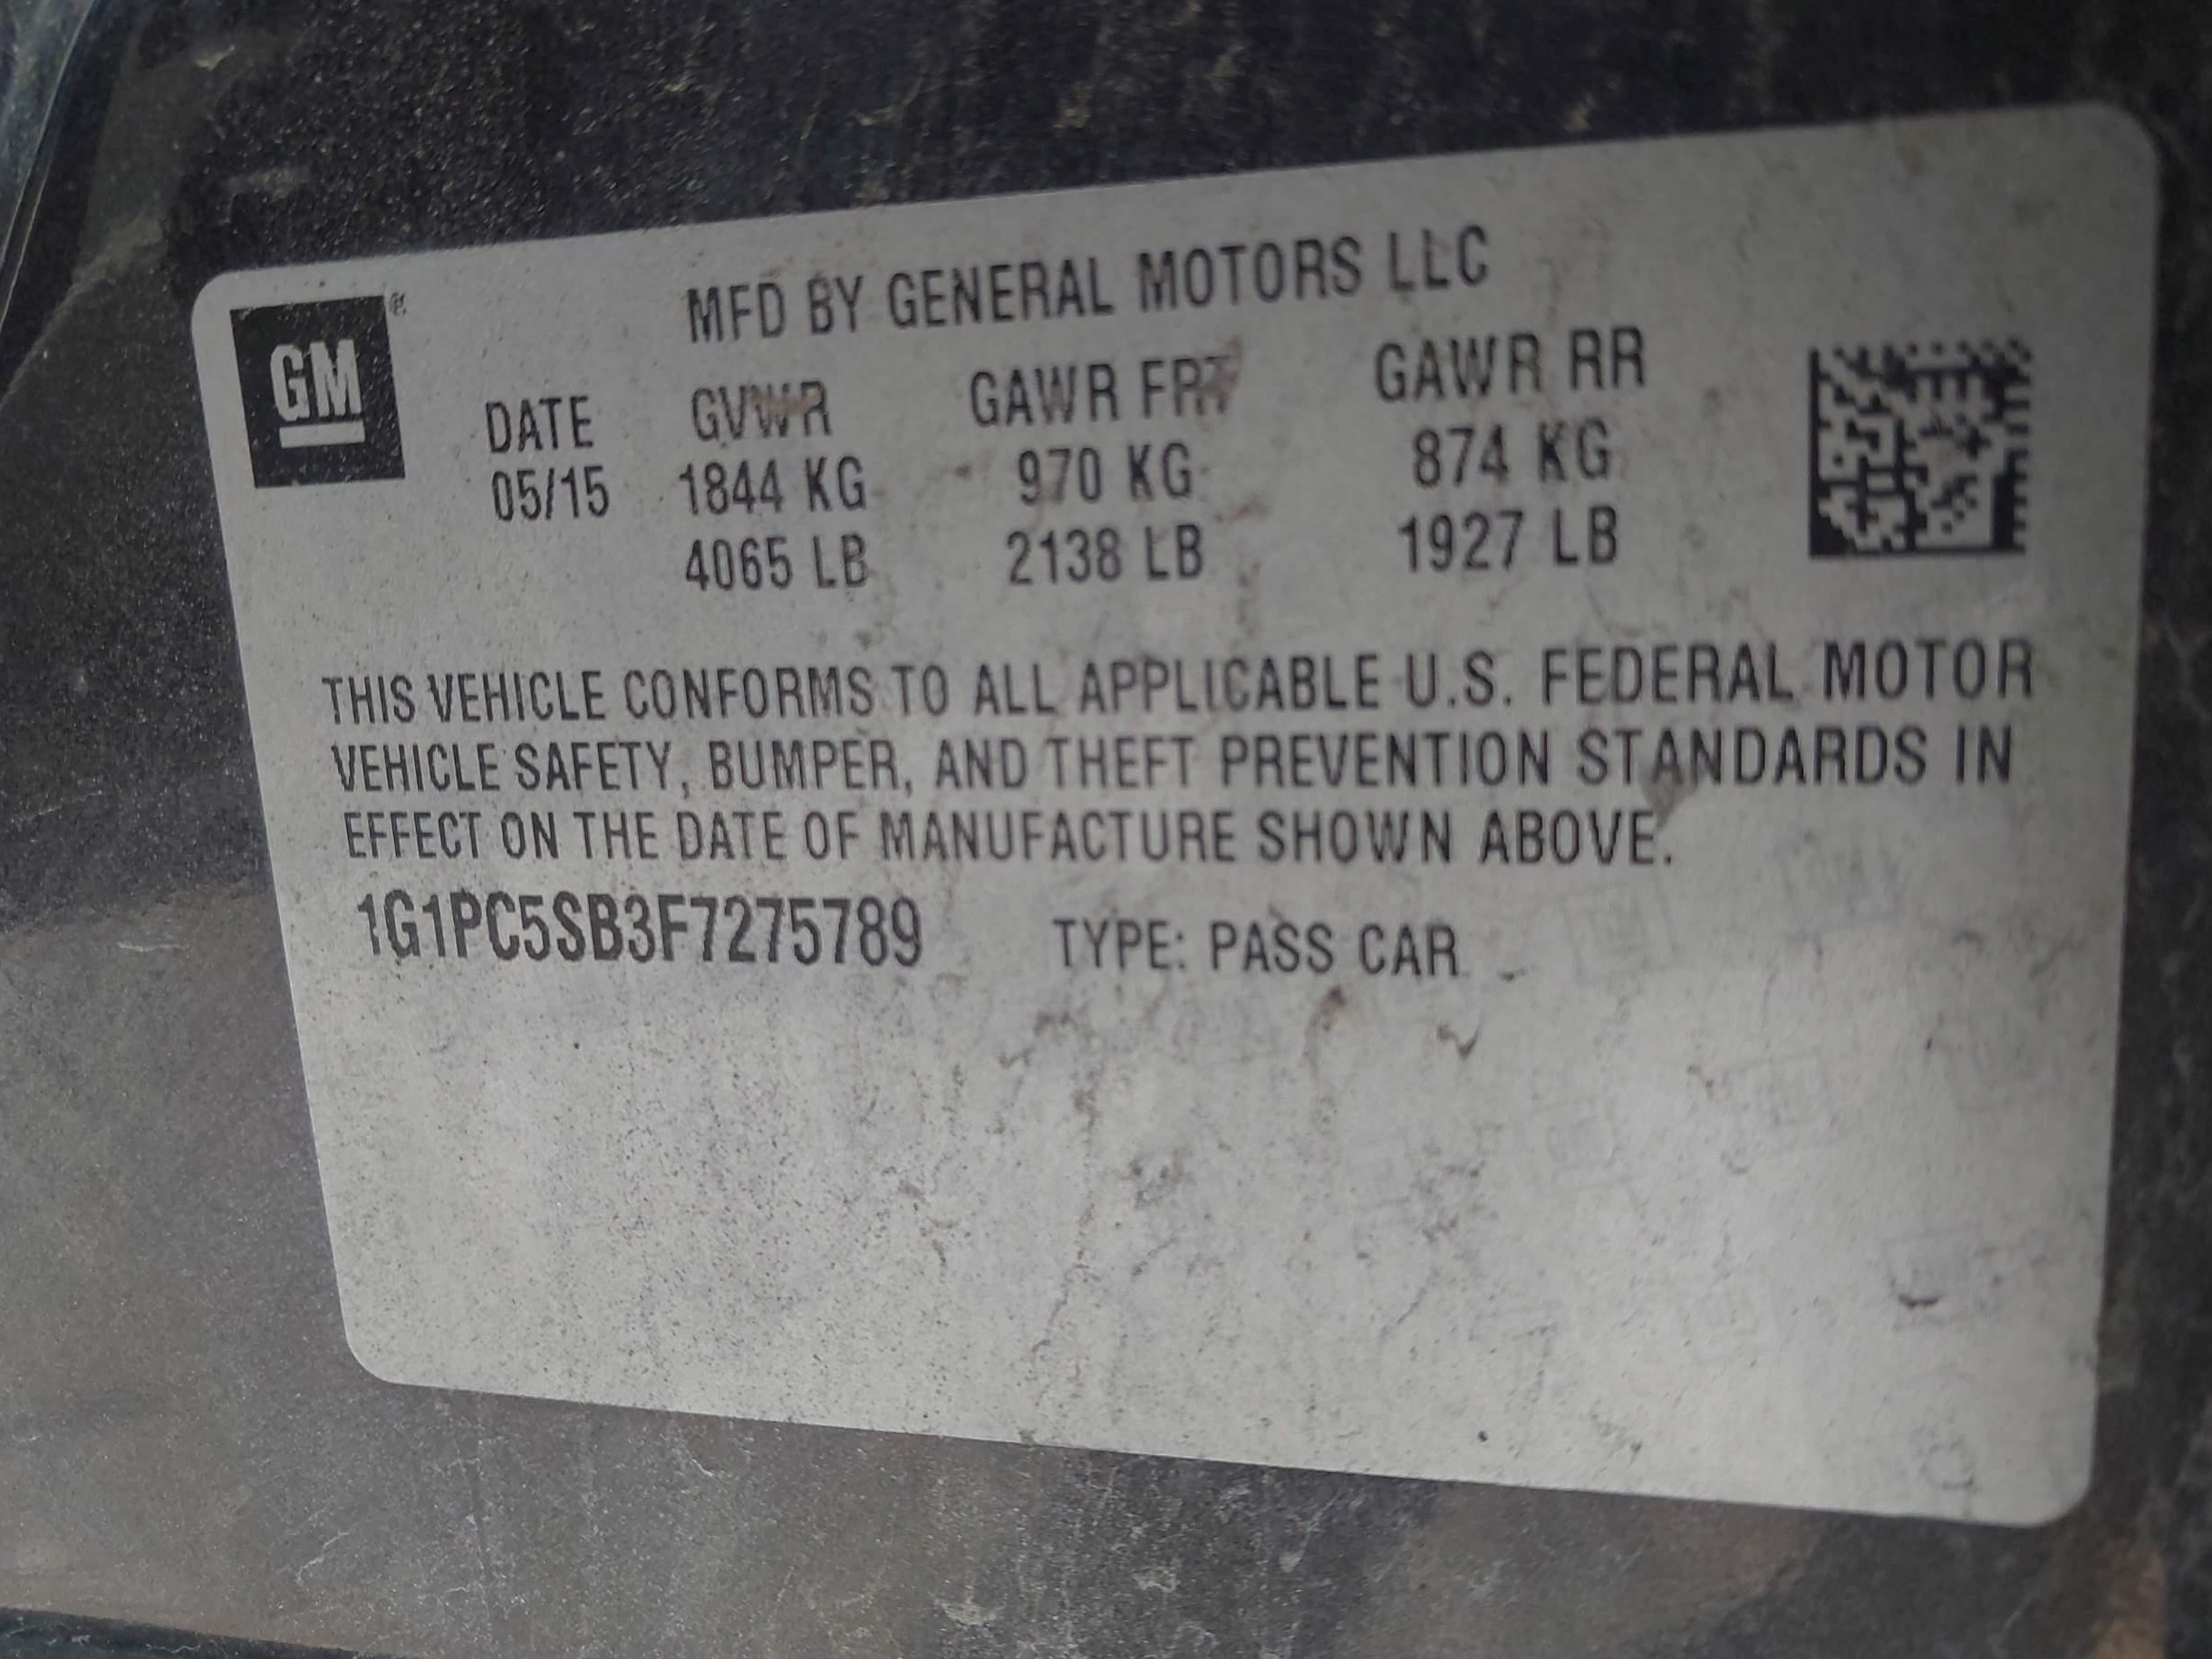 GM®
MFD BY GENERAL MOTORS LLC
DATE GVWR GAWR FRT GAWR RR
05/15 1844 KG 970 KG 874 KG
4065 LB 2138 LB 1927 LB
THIS VEHICLE CONFORMS TO ALL APPLICABLE U.S. FEDERAL MOTOR
VEHICLE SAFETY, BUMPER, AND THEFT PREVENTION STANDARDS IN
EFFECT ON THE DATE OF MANUFACTURE SHOWN ABOVE.
1G1PC5SB3F7275789 TYPE: PASS CAR